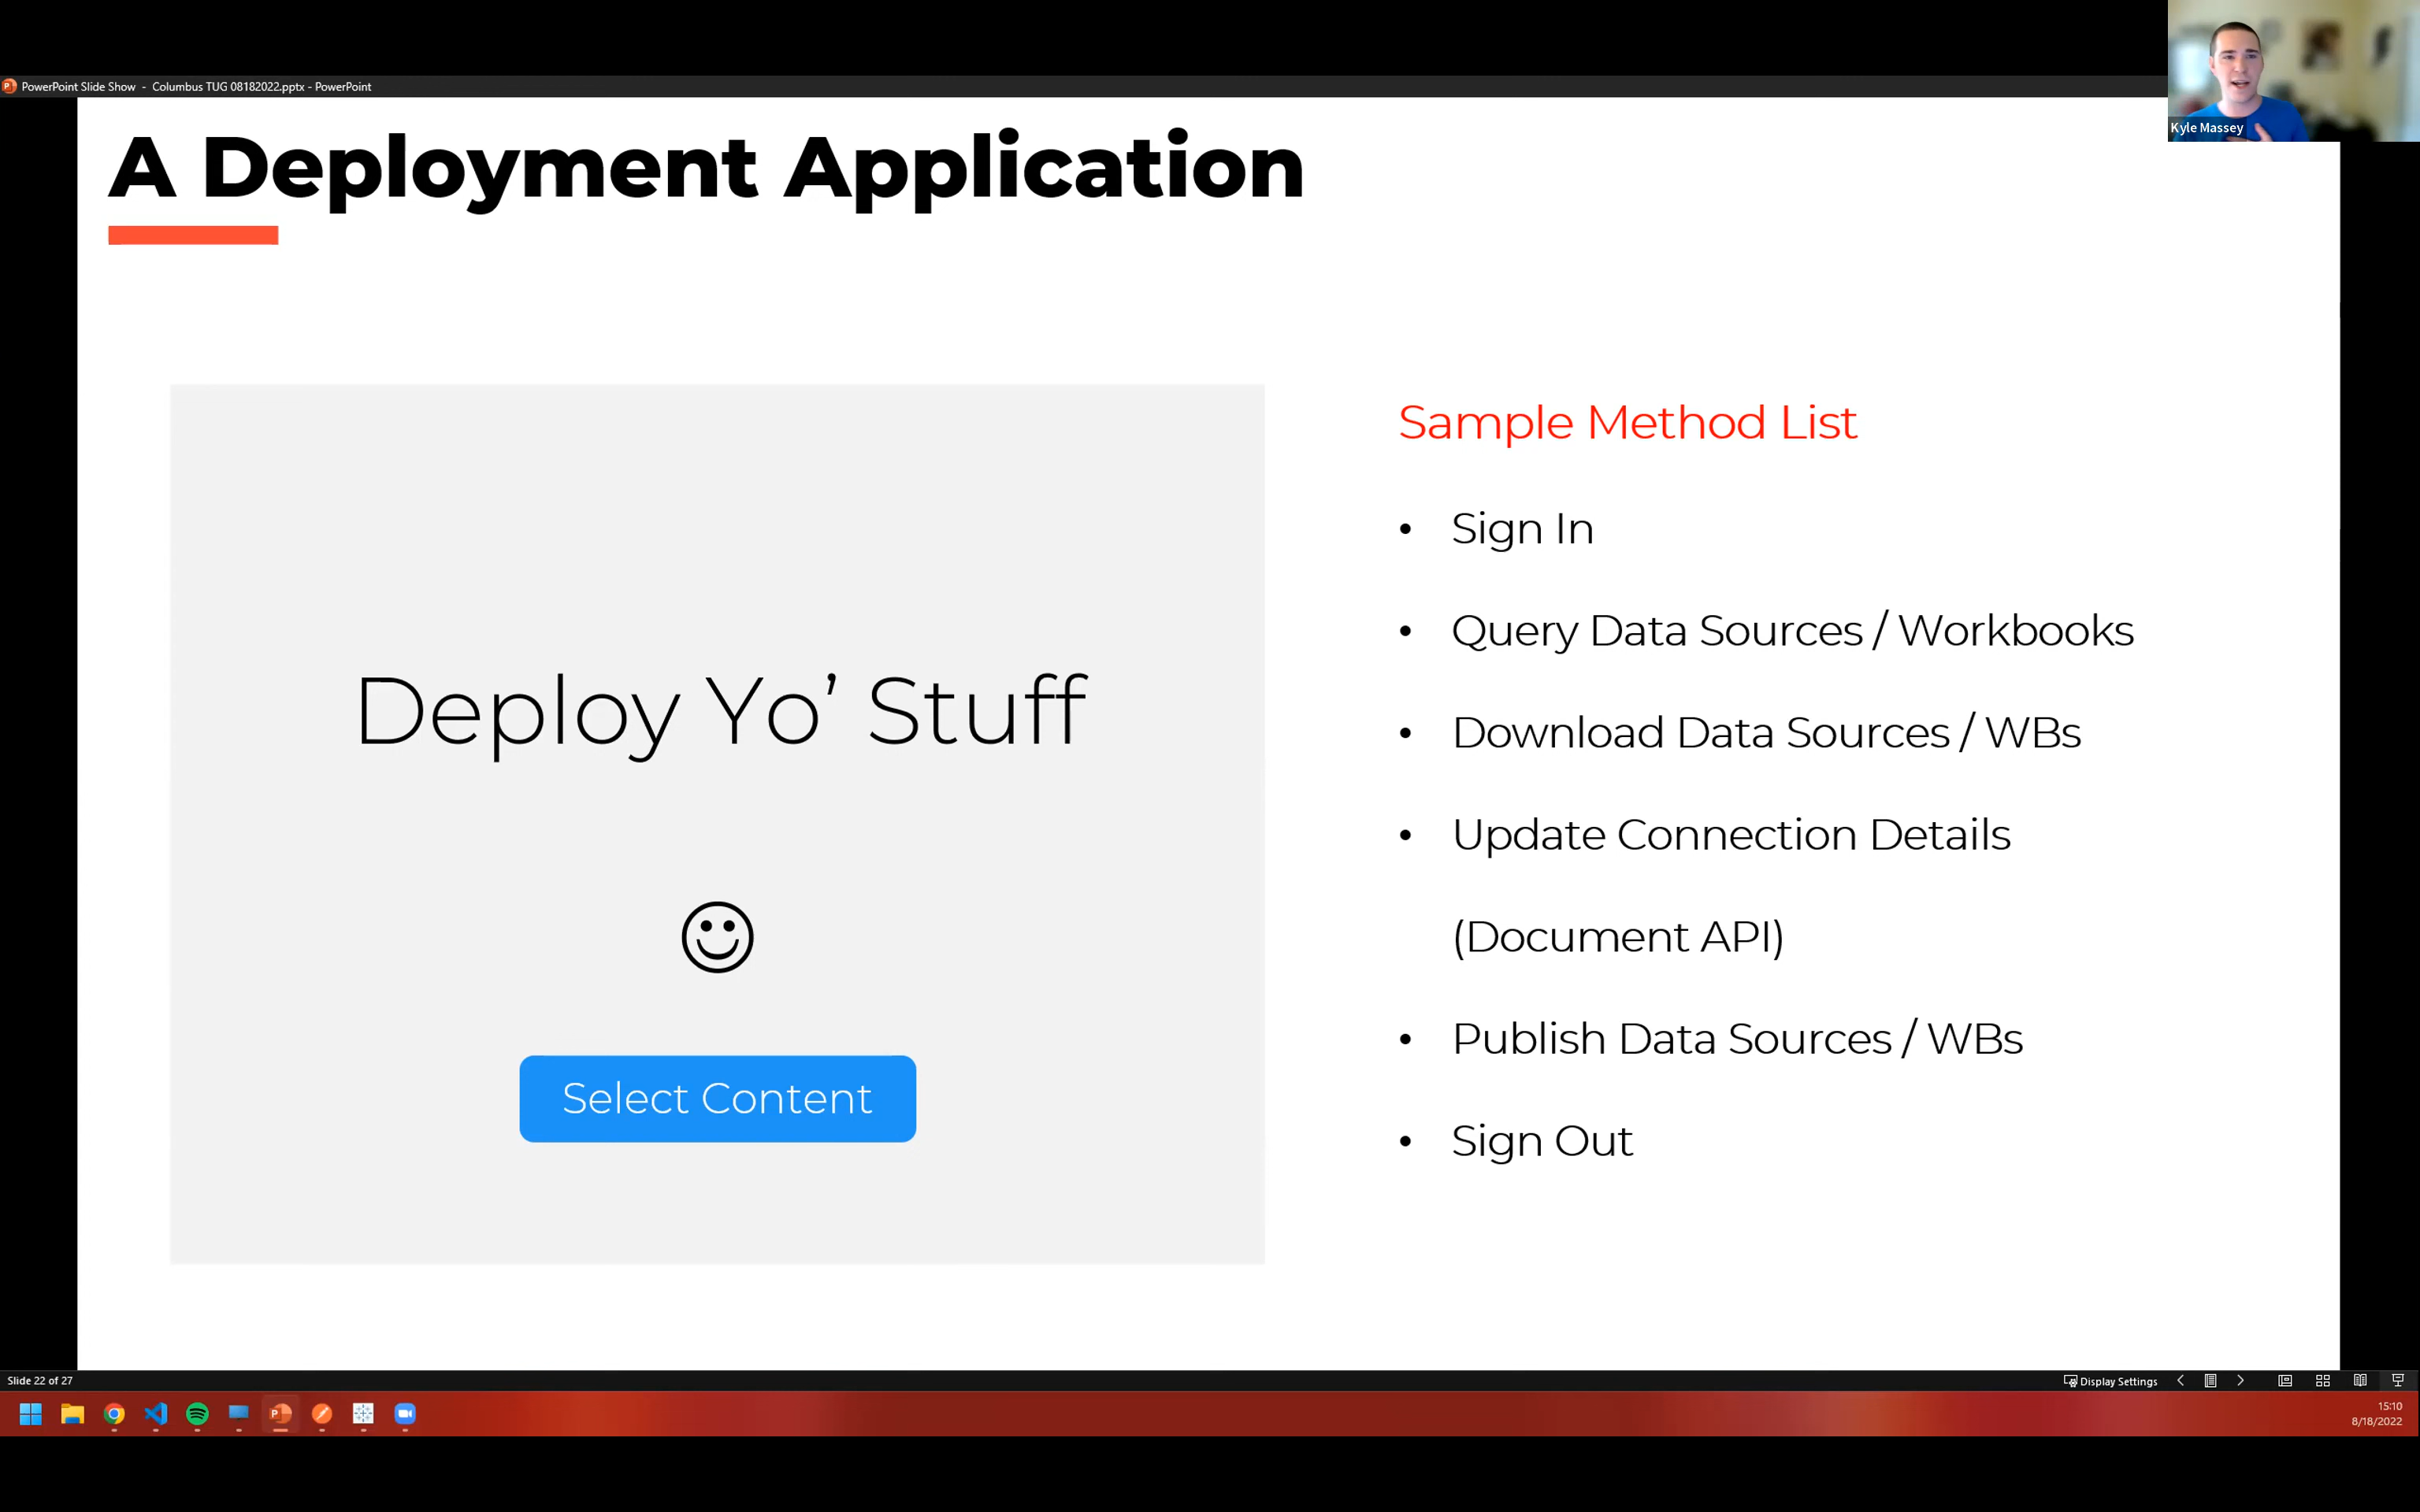 PowerPoint Slide Show - Columbus TUG 08182022.pptx - PowerPoint
Kyle Massey
A Deployment Application
Deploy Yo' Stuff
Select Content
Sample Method List
• Sign In
• Query Data Sources / Workbooks
• Download Data Sources / WBs
• Update Connection Details
(Document API)
• Publish Data Sources / WBs
• Sign Out
Slide 22 of 27
Display Settings
15:10
8/18/2022